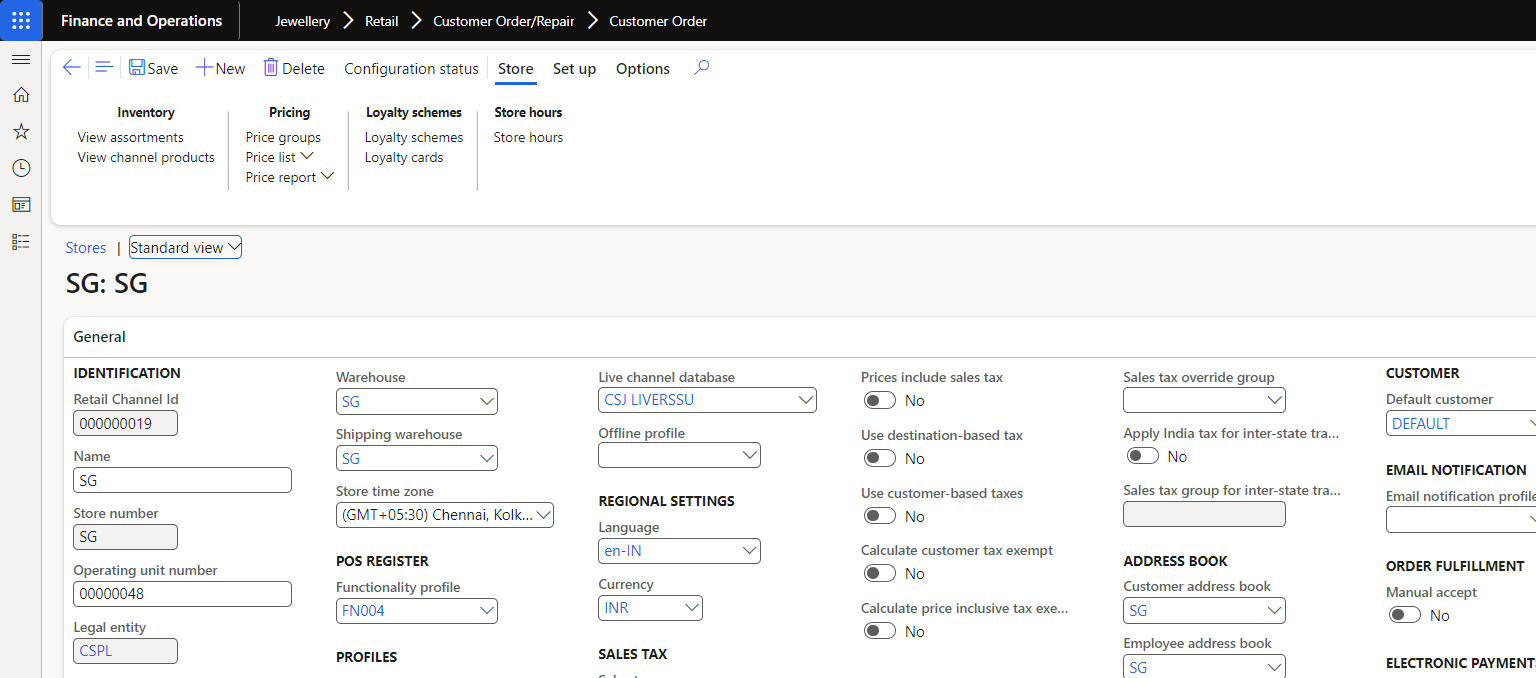 Finance and Operations
Jewellery Retail Customer Order/Repair Customer Order
Save New Delete Configuration status Store Set up Options
Inventory
View assortments
View channel products
Pricing
Price groups
Price list
Price report
Loyalty schemes
Loyalty schemes
Loyalty cards
Store hours
Store hours
Stores | Standard view
SG: SG
General
IDENTIFICATION
Retail Channel Id
000000019
Name
SG
Store number
SG
Operating unit number
00000048
Legal entity
CSPL
Warehouse
SG
Shipping warehouse
SG
Store time zone
(GMT+05:30) Chennai, Kolk...
POS REGISTER
Functionality profile
FN004
PROFILES
Live channel database
CSJ LIVERSSU
Offline profile
REGIONAL SETTINGS
Language
en-IN
Currency
INR
SALES TAX
Prices include sales tax
No
Use destination-based tax
No
Use customer-based taxes
No
Calculate customer tax exempt
No
Calculate price inclusive tax exe...
No
Sales tax override group
Apply India tax for inter-state tra...
No
Sales tax group for inter-state tra...
ADDRESS BOOK
Customer address book
SG
Employee address book
SG
CUSTOMER
Default customer
DEFAULT
EMAIL NOTIFICATION
Email notification profile
ORDER FULFILLMENT
Manual accept
No
ELECTRONIC PAYMENT